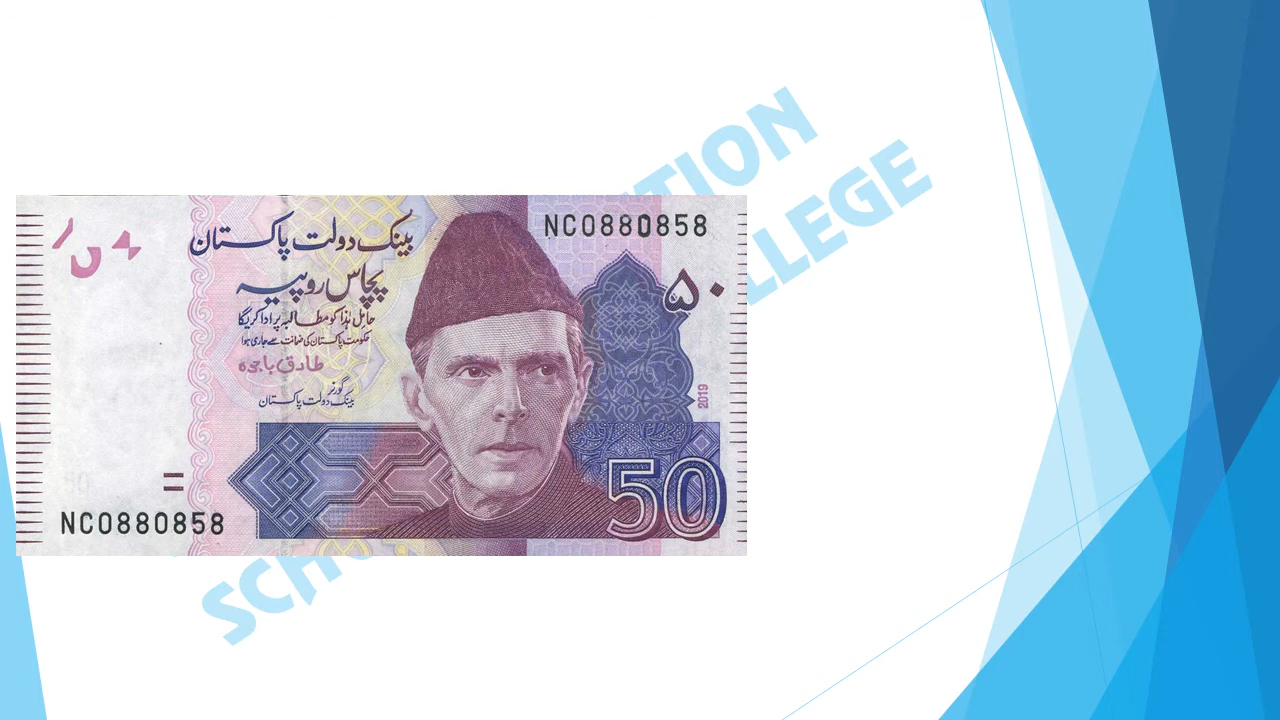 NC0880858
بینک دولت پاکستان
پچاس روپیہ
۵۰
حامل ہٰذا کو مطالبہ پر ادا کریگا
حکومت پاکستان کی ضمانت سے جاری ہوا
طارق باجوہ
گورنر
بینک دولت پاکستان
2019
50
NC0880858